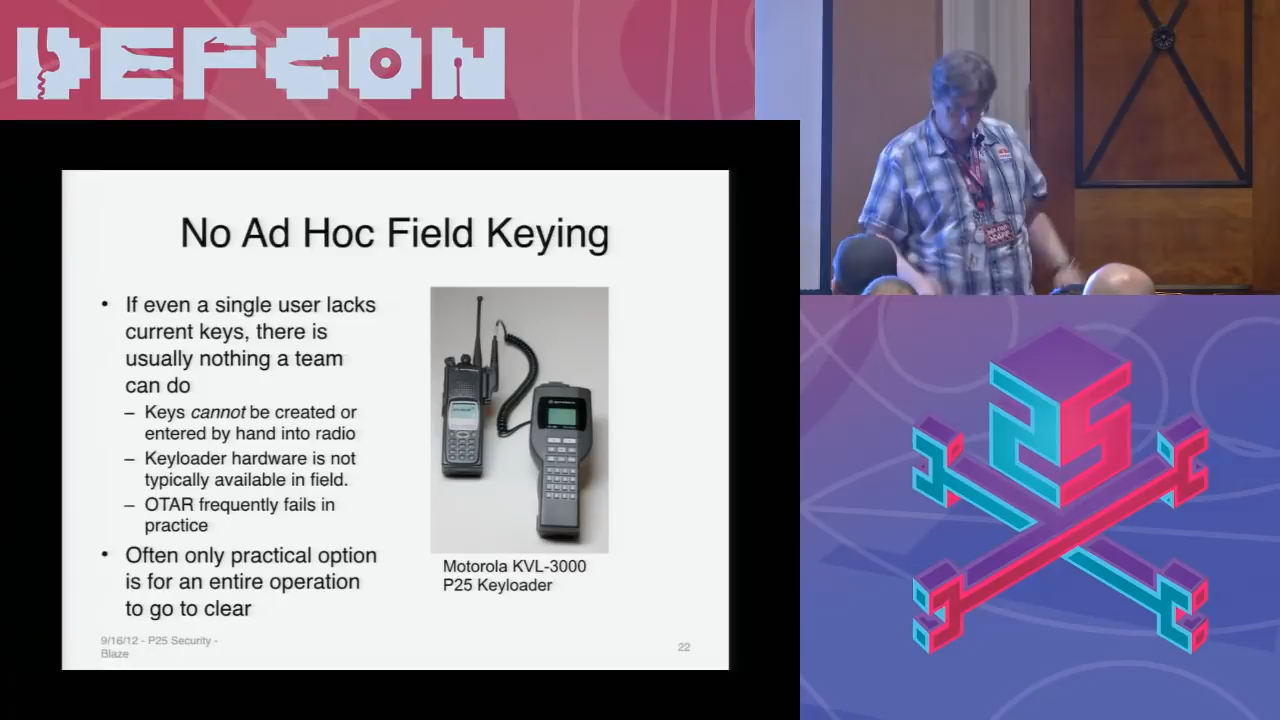 DEFCON
No Ad Hoc Field Keying
• If even a single user lacks
current keys, there is
usually nothing a team
can do
– Keys cannot be created or
entered by hand into radio
– Keyloader hardware is not
typically available in field.
– OTAR frequently fails in
practice
• Often only practical option
is for an entire operation
to go to clear
Motorola KVL-3000
P25 Keyloader
9/16/12 - P25 Security -
Blaze
22
25